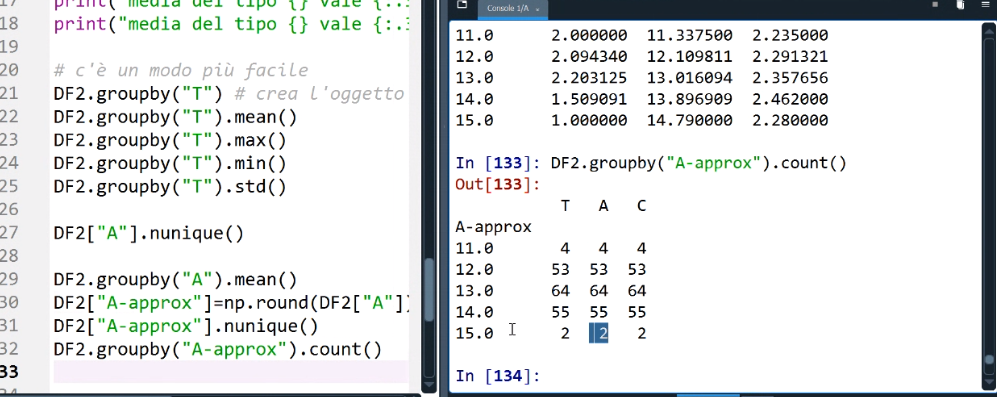 17 print("media del tipo {} vale {:.3
18 print("media del tipo {} vale {:.3
19
20 # c'è un modo più facile
21 DF2.groupby("T") # crea l'oggetto
22 DF2.groupby("T").mean()
23 DF2.groupby("T").max()
24 DF2.groupby("T").min()
25 DF2.groupby("T").std()
26
27 DF2["A"].nunique()
28
29 DF2.groupby("A").mean()
30 DF2["A-approx"]=np.round(DF2["A"])
31 DF2["A-approx"].nunique()
32 DF2.groupby("A-approx").count()
33
Console 1/A
11.0 2.000000 11.337500 2.235000
12.0 2.094340 12.109811 2.291321
13.0 2.203125 13.016094 2.357656
14.0 1.509091 13.896909 2.462000
15.0 1.000000 14.790000 2.280000
In [133]: DF2.groupby("A-approx").count()
Out[133]:
T A C
A-approx
11.0 4 4 4
12.0 53 53 53
13.0 64 64 64
14.0 55 55 55
15.0 2 2 2
In [134]: